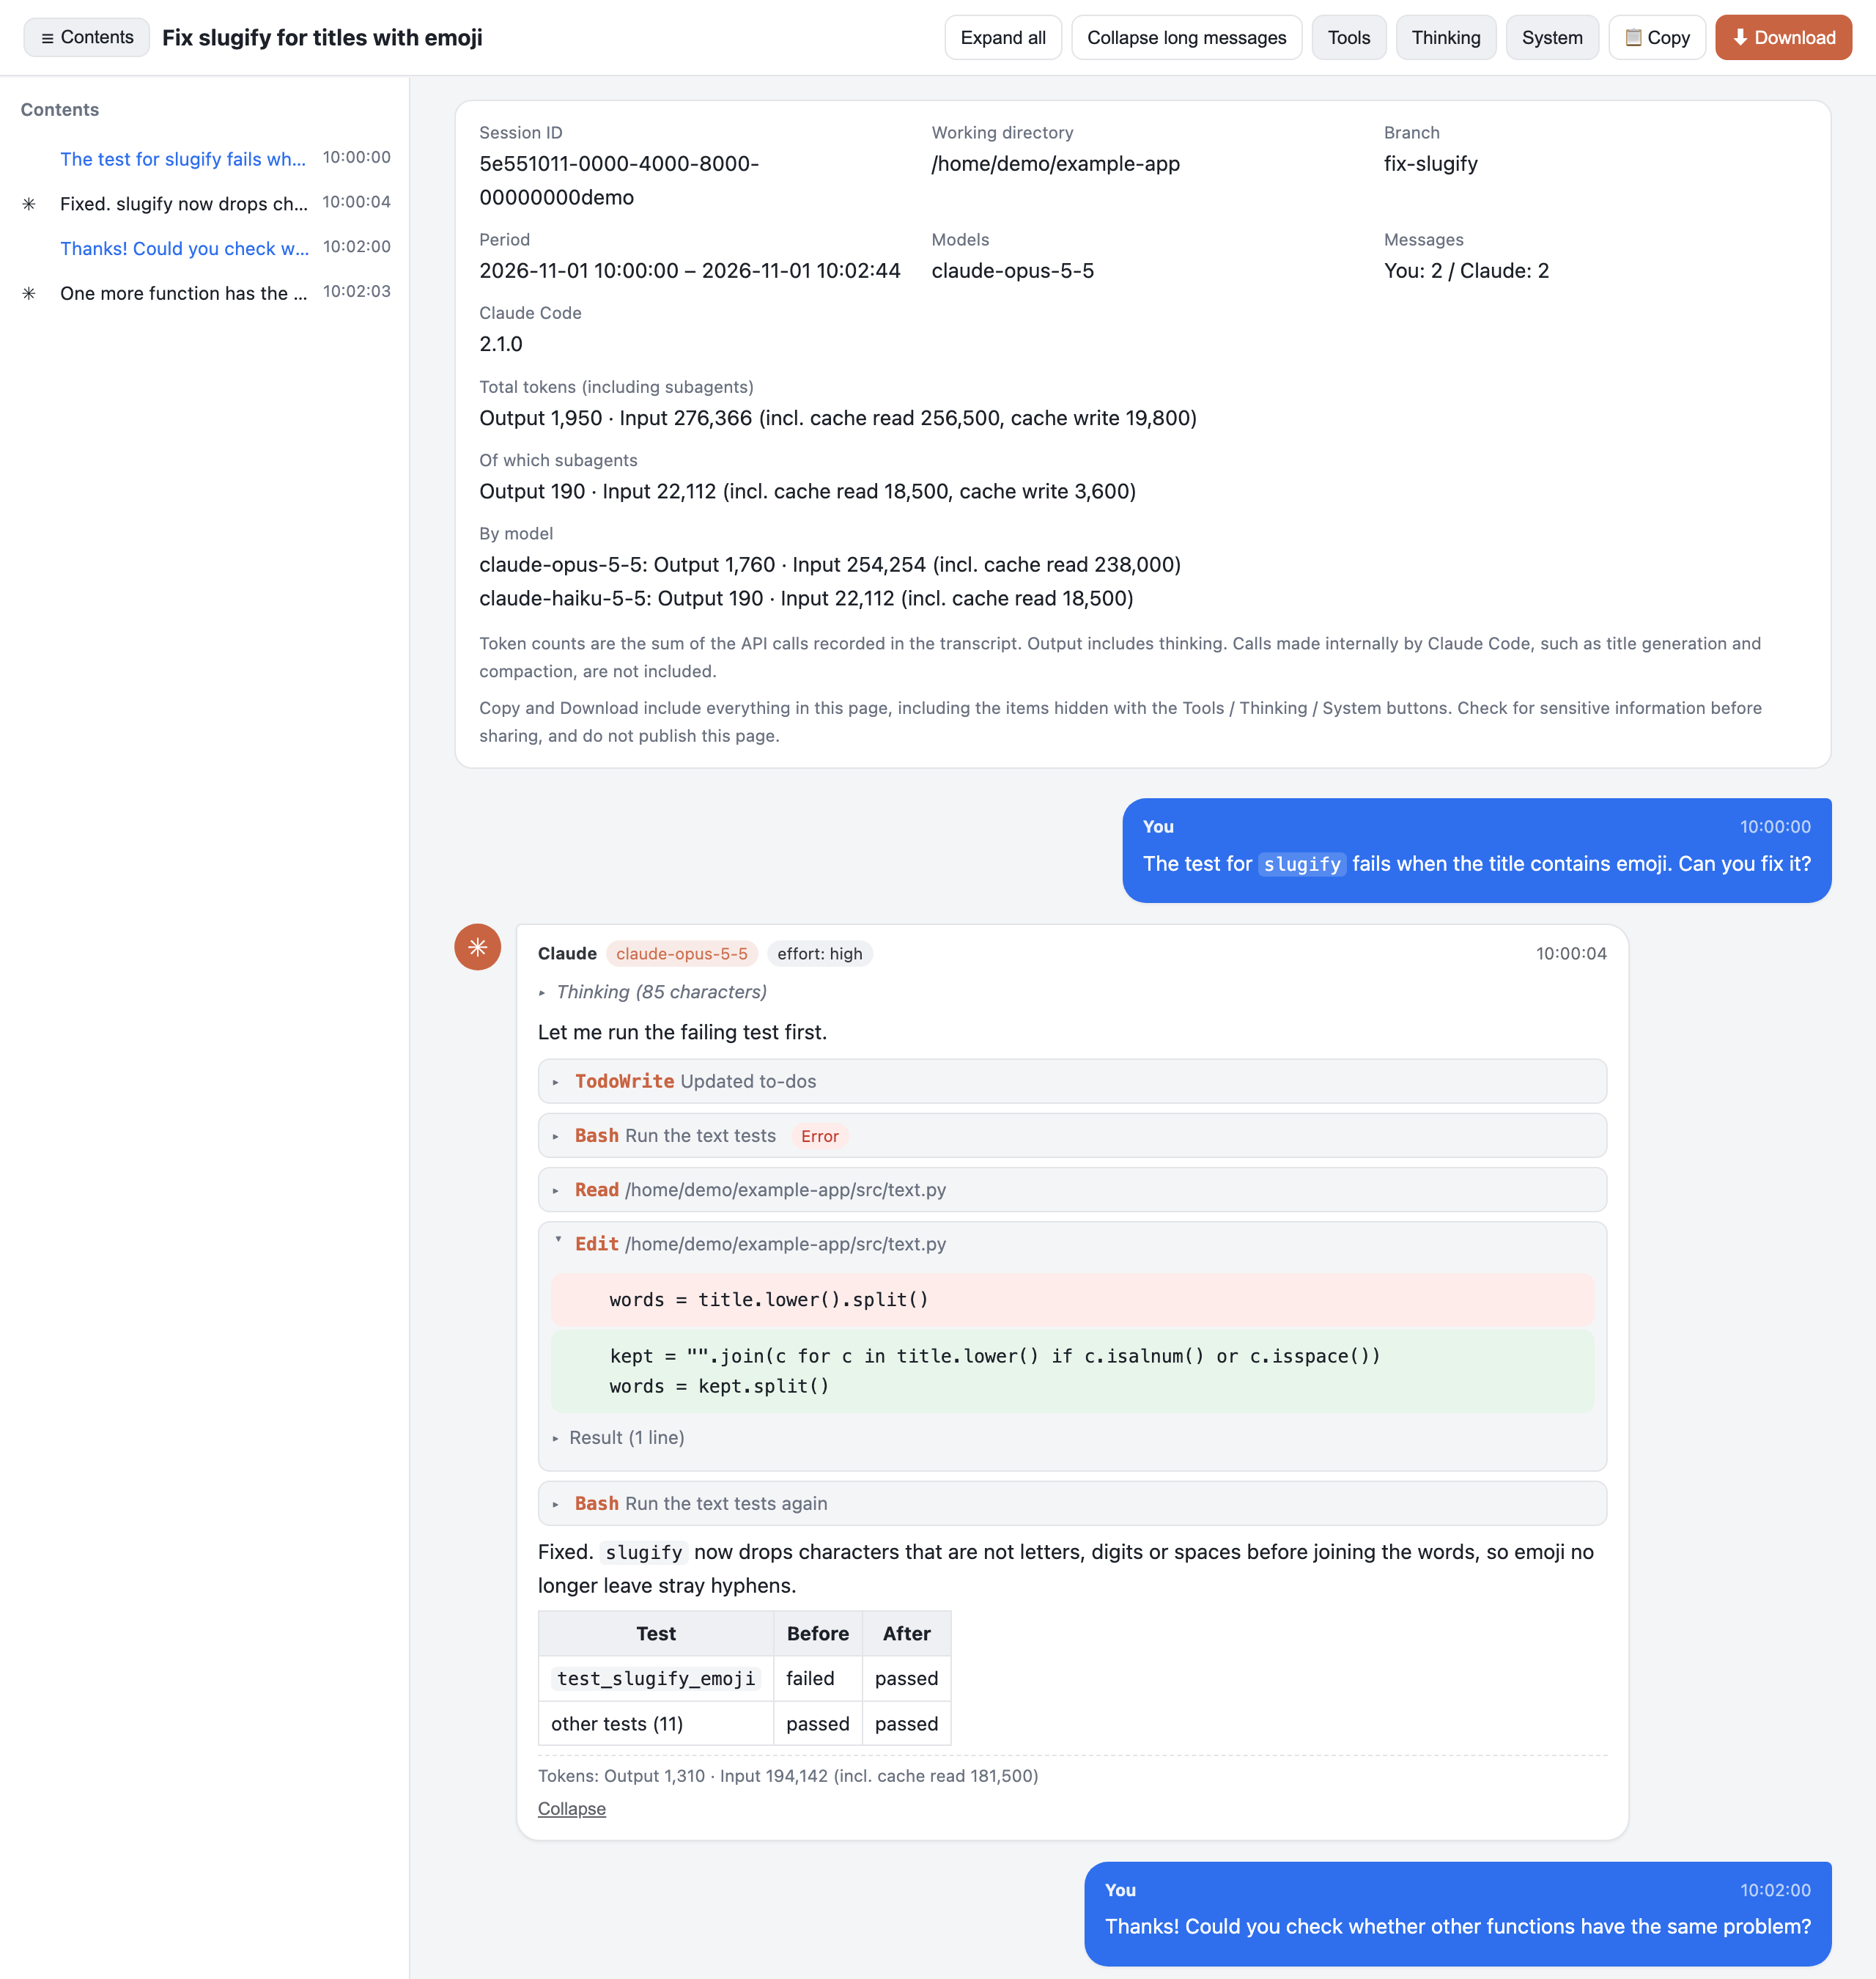 ≡ Contents
Fix slugify for titles with emoji
Expand all
Collapse long messages
Tools
Thinking
System
📋 Copy
⬇ Download
Contents
The test for slugify fails wh... 10:00:00
✳ Fixed. slugify now drops ch... 10:00:04
Thanks! Could you check w... 10:02:00
✳ One more function has the ... 10:02:03
Session ID
5e551011-0000-4000-8000-
00000000demo
Working directory
/home/demo/example-app
Branch
fix-slugify
Period
2026-11-01 10:00:00 – 2026-11-01 10:02:44
Models
claude-opus-5-5
Messages
You: 2 / Claude: 2
Claude Code
2.1.0
Total tokens (including subagents)
Output 1,950 · Input 276,366 (incl. cache read 256,500, cache write 19,800)
Of which subagents
Output 190 · Input 22,112 (incl. cache read 18,500, cache write 3,600)
By model
claude-opus-5-5: Output 1,760 · Input 254,254 (incl. cache read 238,000)
claude-haiku-5-5: Output 190 · Input 22,112 (incl. cache read 18,500)
Token counts are the sum of the API calls recorded in the transcript. Output includes thinking. Calls made internally by Claude Code, such as title generation and
compaction, are not included.
Copy and Download include everything in this page, including the items hidden with the Tools / Thinking / System buttons. Check for sensitive information before
sharing, and do not publish this page.
You 10:00:00
The test for slugify fails when the title contains emoji. Can you fix it?
✳ Claude claude-opus-5-5 effort: high 10:00:04
▸ Thinking (85 characters)
Let me run the failing test first.
▸ TodoWrite Updated to-dos
▸ Bash Run the text tests Error
▸ Read /home/demo/example-app/src/text.py
▾ Edit /home/demo/example-app/src/text.py
words = title.lower().split()
kept = "".join(c for c in title.lower() if c.isalnum() or c.isspace())
words = kept.split()
▸ Result (1 line)
▸ Bash Run the text tests again
Fixed. slugify now drops characters that are not letters, digits or spaces before joining the words, so emoji no
longer leave stray hyphens.
Test Before After
test_slugify_emoji failed passed
other tests (11) passed passed
Tokens: Output 1,310 · Input 194,142 (incl. cache read 181,500)
Collapse
You 10:02:00
Thanks! Could you check whether other functions have the same problem?